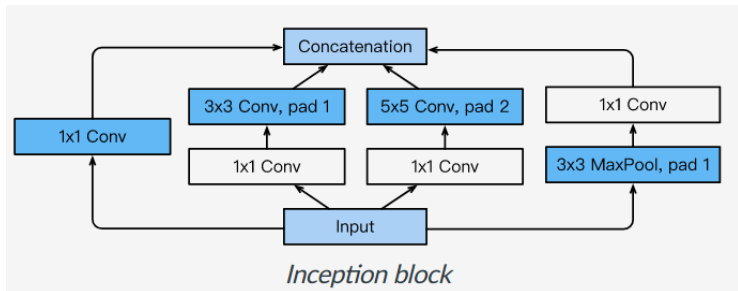 Concatenation
3x3 Conv, pad 1
5x5 Conv, pad 2
1x1 Conv
1x1 Conv
1x1 Conv
1x1 Conv
3x3 MaxPool, pad 1
Input
Inception block